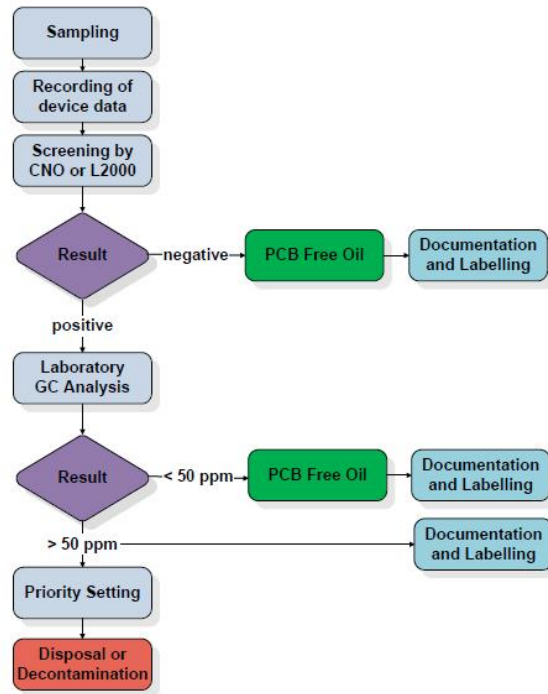 Sampling
Recording of
device data
Screening by
CNO or L2000
Result
negative
PCB Free Oil
Documentation
and Labelling
positive
Laboratory
GC Analysis
Result
< 50 ppm
PCB Free Oil
Documentation
and Labelling
> 50 ppm
Documentation
and Labelling
Priority Setting
Disposal or
Decontamination